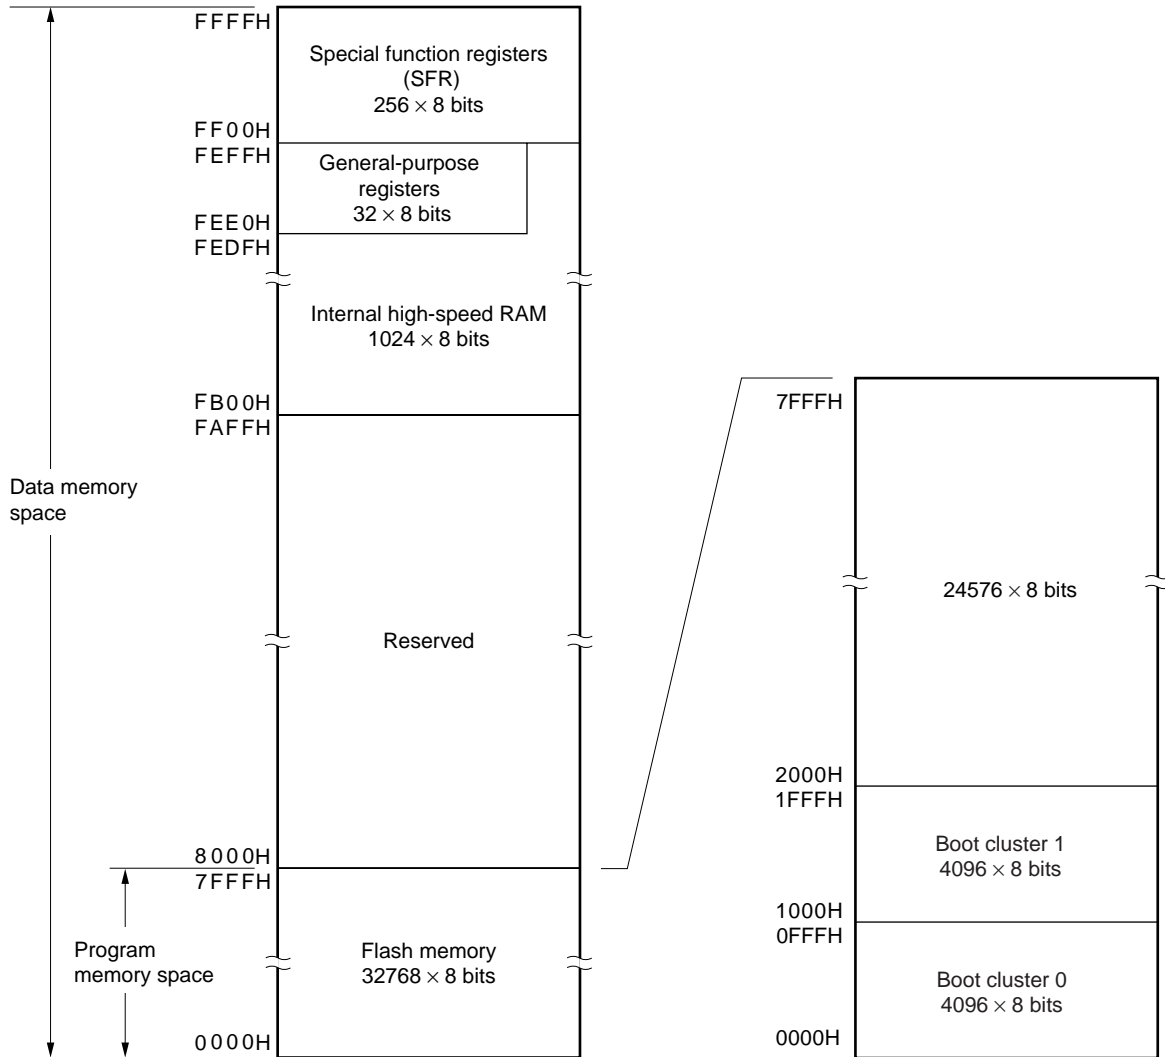 FFFFH
Special function registers
(SFR)
256 × 8 bits
FF00H
FEFFH
General-purpose
registers
32 × 8 bits
FEE0H
FEDFH
Internal high-speed RAM
1024 × 8 bits
FB00H
FAFFH
Data memory
space
Reserved
8000H
7FFFH
Program
memory space
Flash memory
32768 × 8 bits
0000H
7FFFH
24576 × 8 bits
2000H
1FFFH
Boot cluster 1
4096 × 8 bits
1000H
0FFFH
Boot cluster 0
4096 × 8 bits
0000H